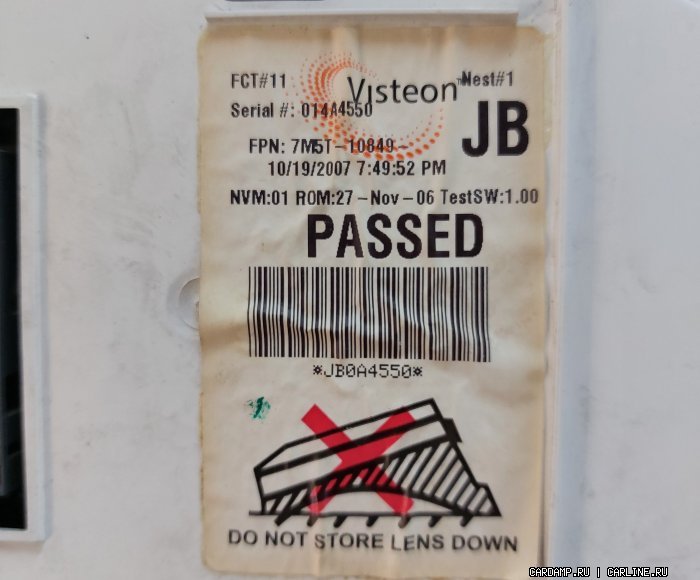 FCT#11
Visteon™ Nest#1
Serial #: 014A4550
JB
FPN: 7M5T-10849-
10/19/2007 7:49:52 PM
NVM:01 ROM:27-Nov-06 TestSW:1.00
PASSED
*JB0A4550*
DO NOT STORE LENS DOWN
CARDAMP.RU | CARLINE.RU